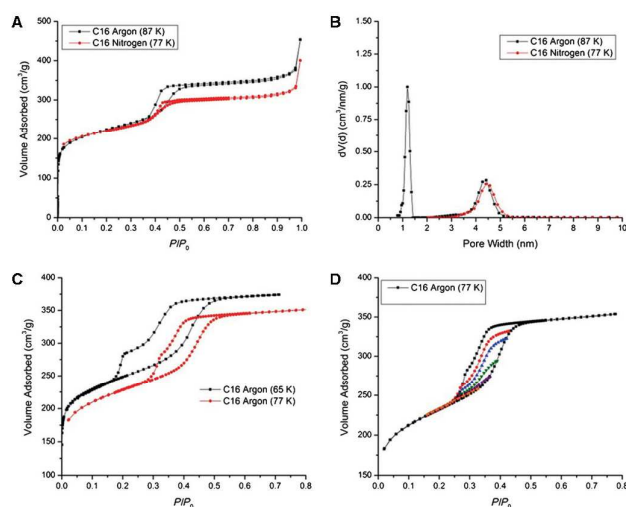 A
C16 Argon (87 K)
C16 Nitrogen (77 K)
Volume Adsorbed (cm³/g)
500
400
300
200
100
0
0.0 0.1 0.2 0.3 0.4 0.5 0.6 0.7 0.8 0.9 1.0
P/P₀
B
C16 Argon (87 K)
C16 Nitrogen (77 K)
dV(d) (cm³/nm/g)
1.50
1.25
1.00
0.75
0.50
0.25
0.00
0 1 2 3 4 5 6 7 8 9 10
Pore Width (nm)
C
C16 Argon (65 K)
C16 Argon (77 K)
Volume Adsorbed (cm³/g)
400
350
300
250
200
150
100
0.0 0.1 0.2 0.3 0.4 0.5 0.6 0.7 0.8
P/P₀
D
C16 Argon (77 K)
Volume Adsorbed (cm³/g)
400
350
300
250
200
150
0.0 0.1 0.2 0.3 0.4 0.5 0.6 0.7 0.8
P/P₀